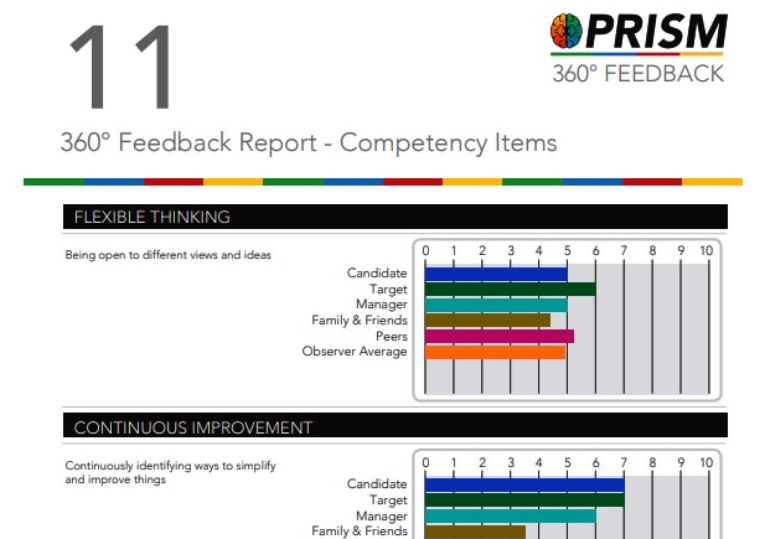 11
PRISM
360° FEEDBACK
360° Feedback Report - Competency Items
FLEXIBLE THINKING
Being open to different views and ideas
0 1 2 3 4 5 6 7 8 9 10
Candidate
Target
Manager
Family & Friends
Peers
Observer Average
CONTINUOUS IMPROVEMENT
Continuously identifying ways to simplify
and improve things
0 1 2 3 4 5 6 7 8 9 10
Candidate
Target
Manager
Family & Friends